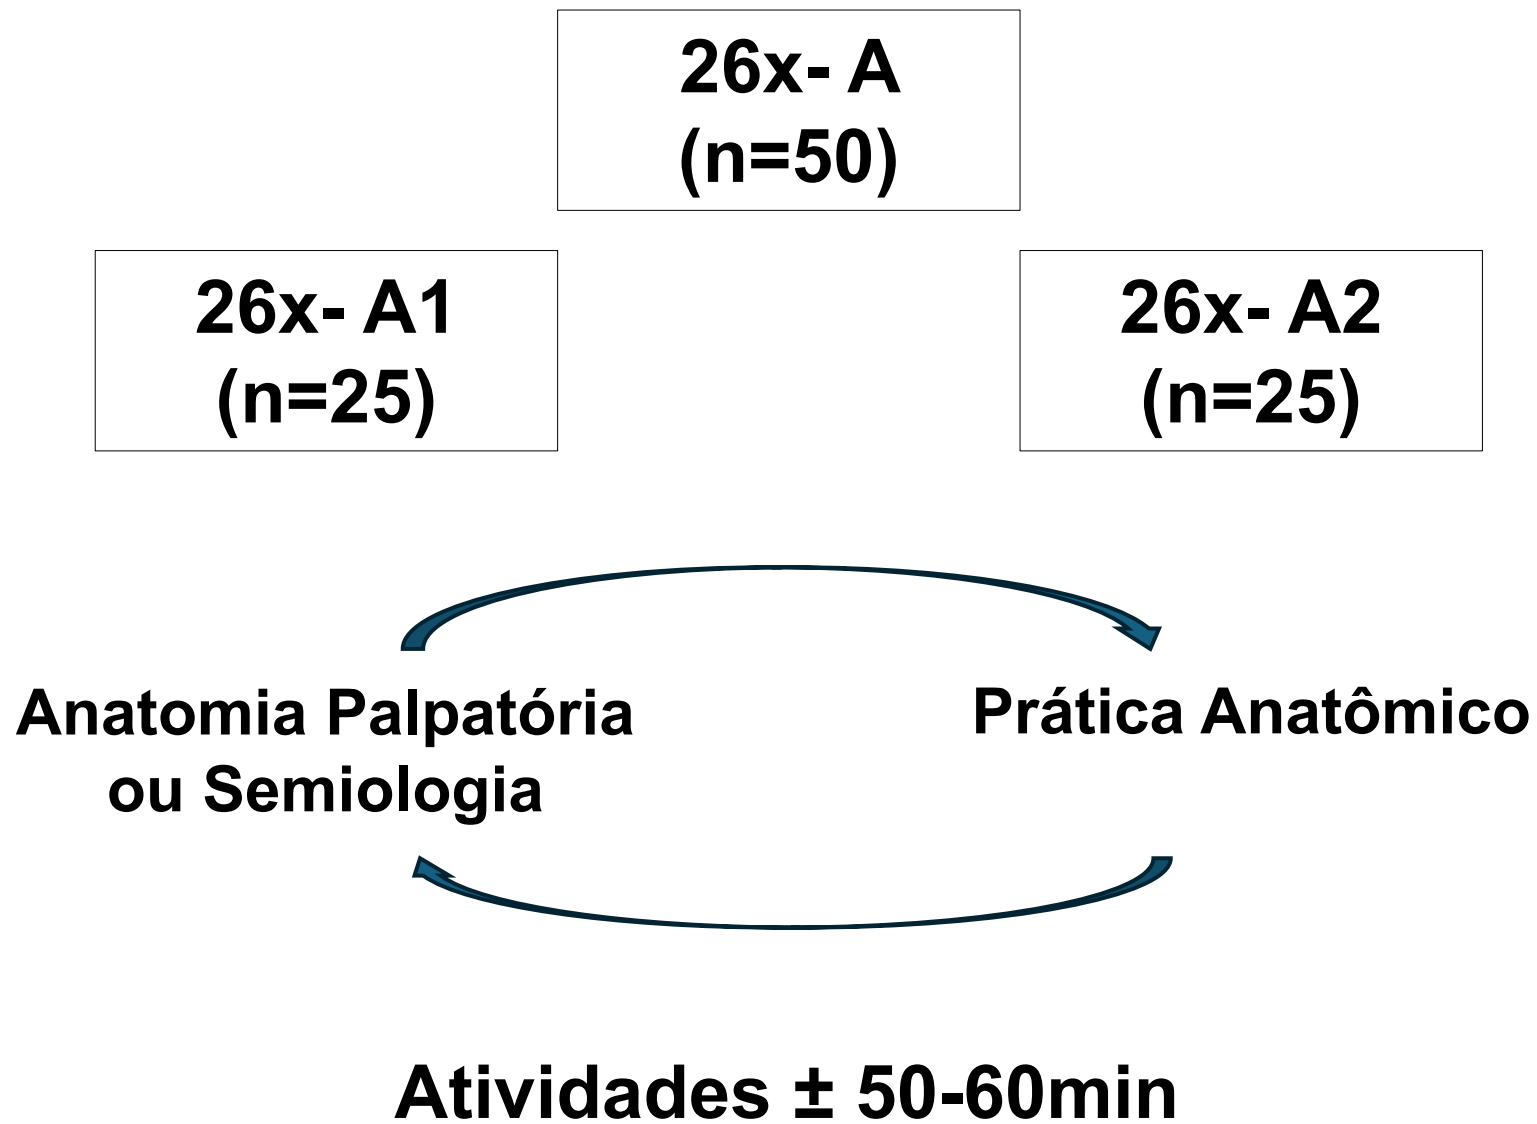 26x- A
(n=50)
26x- A1
(n=25)
26x- A2
(n=25)
Anatomia Palpatória
ou Semiologia
Prática Anatômico
Atividades ± 50-60min